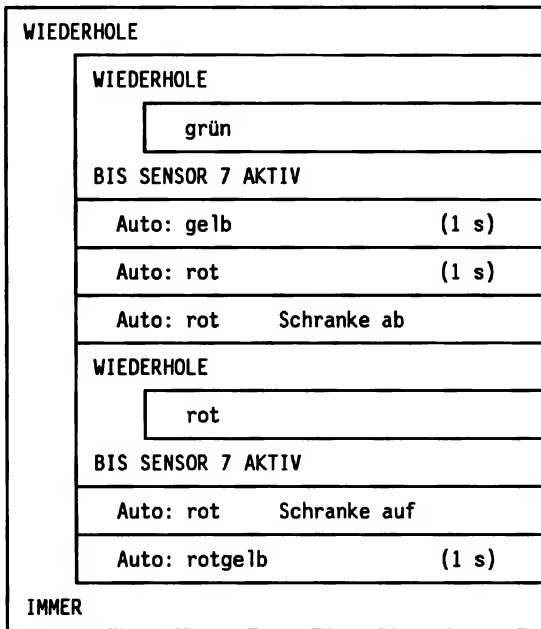 WIEDERHOLE
WIEDERHOLE
grün
BIS SENSOR 7 AKTIV
Auto: gelb (1 s)
Auto: rot (1 s)
Auto: rot Schranke ab
WIEDERHOLE
rot
BIS SENSOR 7 AKTIV
Auto: rot Schranke auf
Auto: rotgelb (1 s)
IMMER